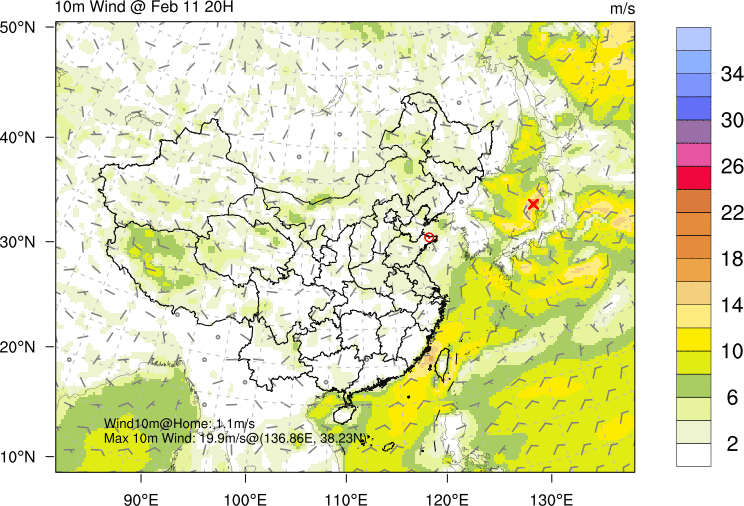 10m Wind @ Feb 11 20H
m/s
50°N
40°N
30°N
20°N
10°N
90°E
100°E
110°E
120°E
130°E
Wind10m@Home: 1.1m/s
Max 10m Wind: 19.9m/s@(136.86E, 38.23N)
34
30
26
22
18
14
10
6
2